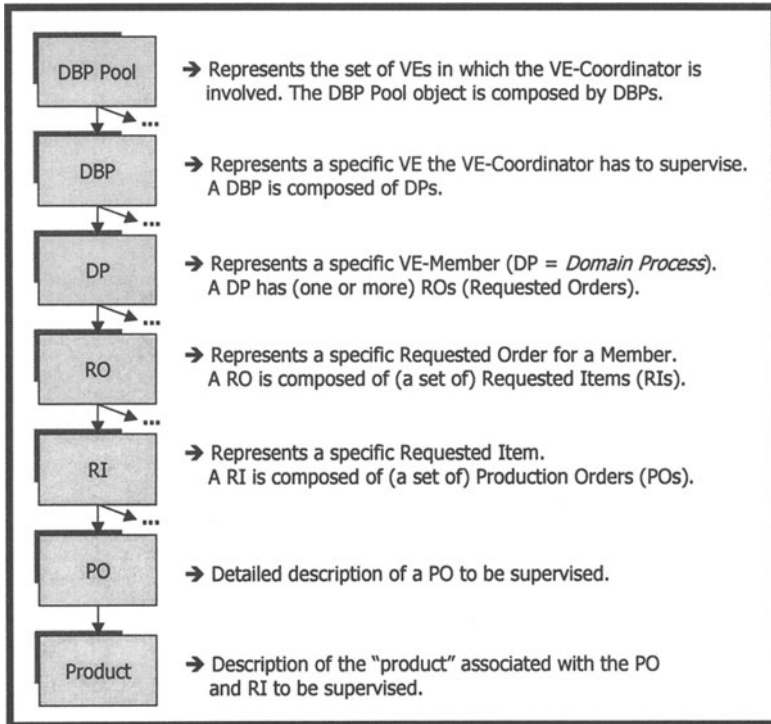 DBP Pool
➔ Represents the set of VEs in which the VE-Coordinator is
involved. The DBP Pool object is composed by DBPs.
...
DBP
➔ Represents a specific VE the VE-Coordinator has to supervise.
A DBP is composed of DPs.
...
DP
➔ Represents a specific VE-Member (DP = Domain Process).
A DP has (one or more) ROs (Requested Orders).
...
RO
➔ Represents a specific Requested Order for a Member.
A RO is composed of (a set of) Requested Items (RIs).
...
RI
➔ Represents a specific Requested Item.
A RI is composed of (a set of) Production Orders (POs).
...
PO
➔ Detailed description of a PO to be supervised.
Product
➔ Description of the “product” associated with the PO
and RI to be supervised.